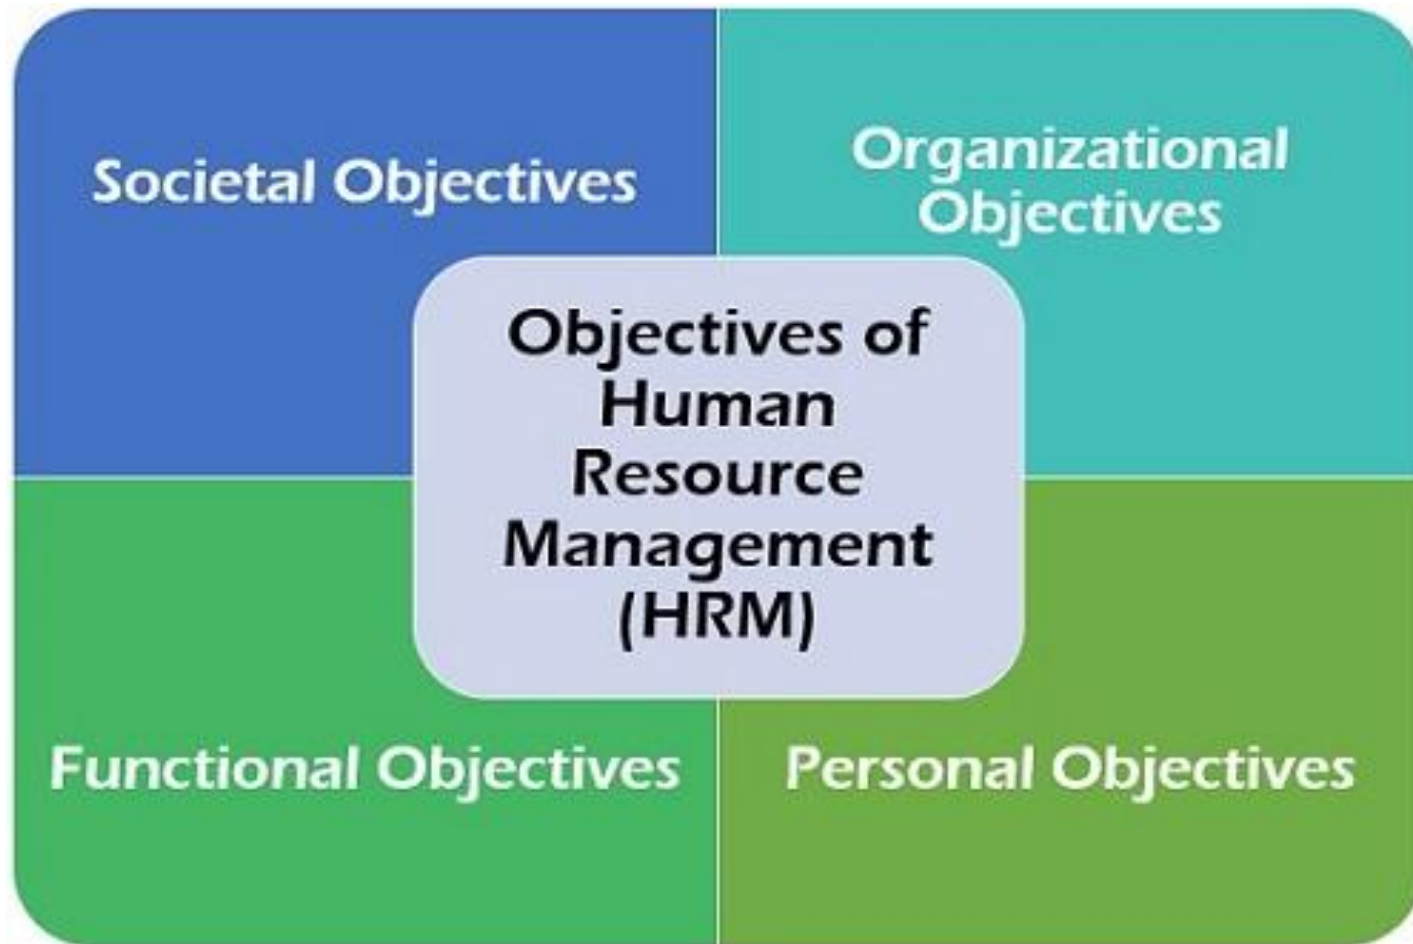 Societal Objectives
Organizational
Objectives
Objectives of
Human
Resource
Management
(HRM)
Functional Objectives
Personal Objectives